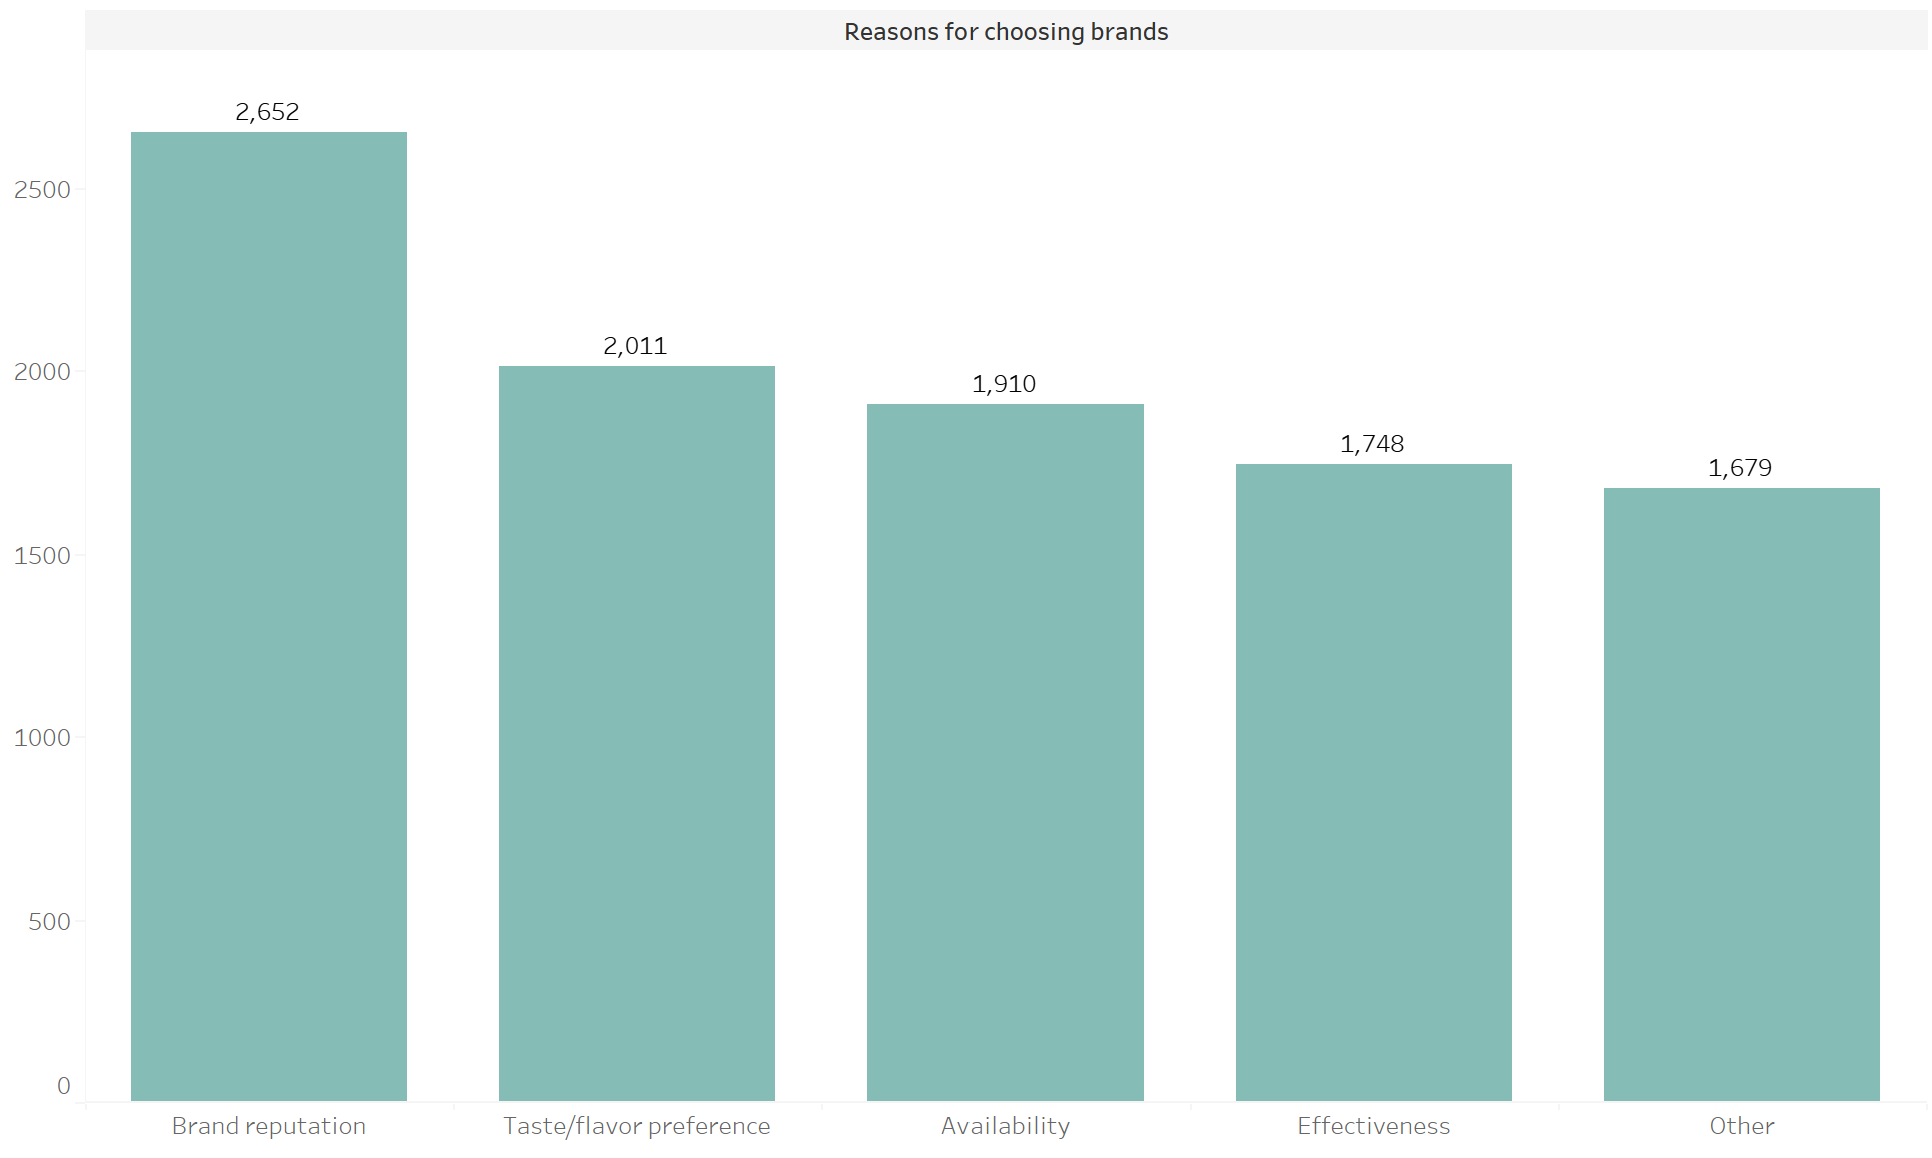 Reasons for choosing brands
2,652
2,011
1,910
1,748
1,679
2500
2000
1500
1000
500
0
Brand reputation
Taste/flavor preference
Availability
Effectiveness
Other